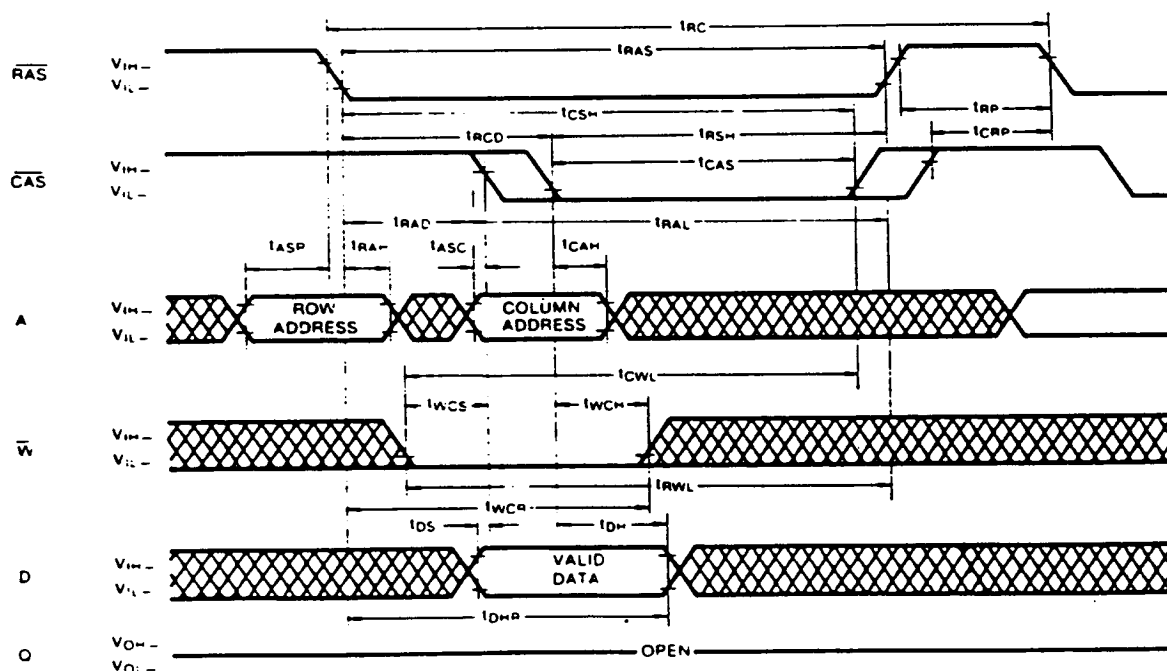 tRC
tRAS
RAS
VIH–
VIL–
tCSH
tRP
tRCD
tRSH
tCRP
CAS
VIH–
VIL–
tCAS
tRAD
tRAL
tASR
tRAH
tASC
tCAH
A
VIH–
VIL–
ROW
ADDRESS
COLUMN
ADDRESS
tCWL
tWCS
tWCH
W
VIH–
VIL–
tRWL
tWCR
tDS
tDH
D
VIH–
VIL–
VALID
DATA
tDHR
Q
VOH–
VOL–
OPEN